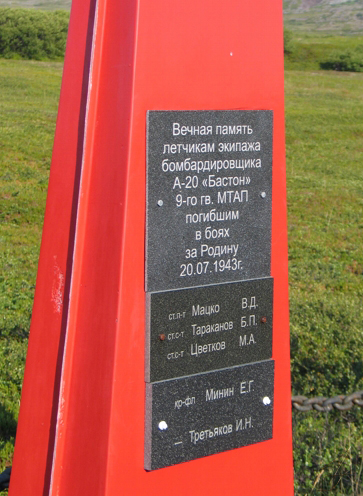 Вечная память
летчикам экипажа
бомбардировщика
А-20 «Бастон»
9-го гв. МТАП
погибшим
в боях
за Родину
20.07.1943г.
ст.л-т Мацко В.Д.
ст.с-т Тараканов Б.П.
ст.с-т Цветков М.А.
кр-фл Минин Е.Г.
— Третьяков И.Н.